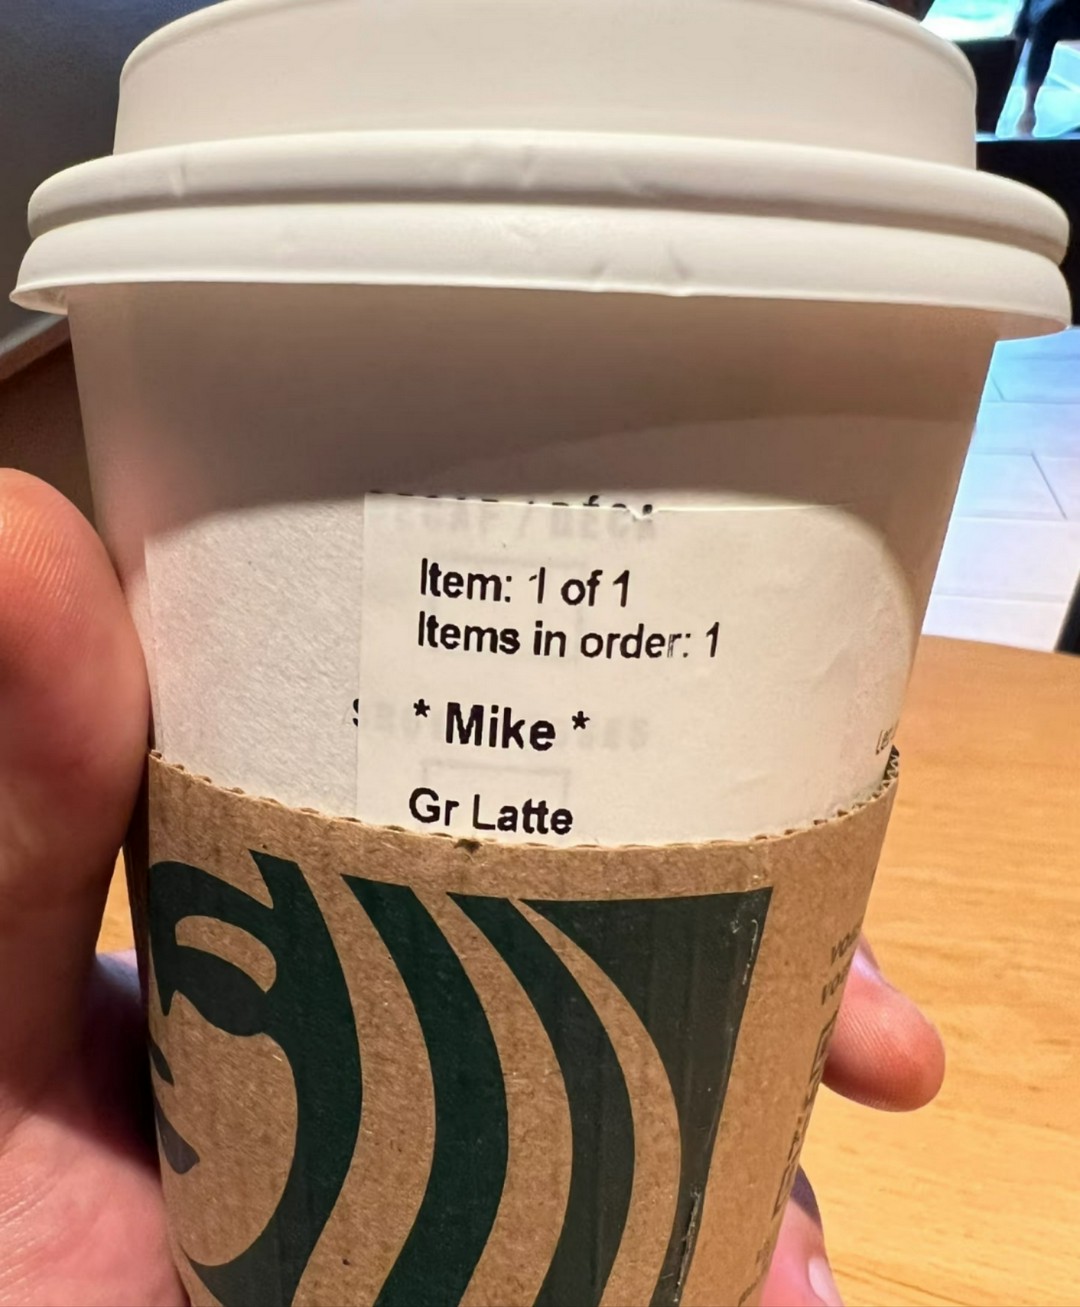 Item: 1 of 1
Items in order: 1
* Mike *
Gr Latte